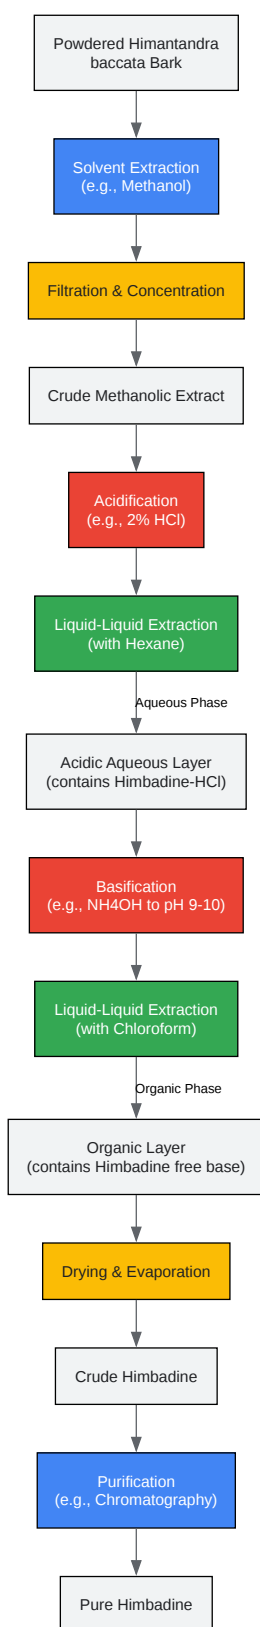 Powdered Himantandra
baccata Bark
Solvent Extraction
(e.g., Methanol)
Filtration & Concentration
Crude Methanolic Extract
Acidification
(e.g., 2% HCl)
Liquid-Liquid Extraction
(with Hexane)
Aqueous Phase
Acidic Aqueous Layer
(contains Himbadine-HCl)
Basification
(e.g., NH4OH to pH 9-10)
Liquid-Liquid Extraction
(with Chloroform)
Organic Phase
Organic Layer
(contains Himbadine free base)
Drying & Evaporation
Crude Himbadine
Purification
(e.g., Chromatography)
Pure Himbadine